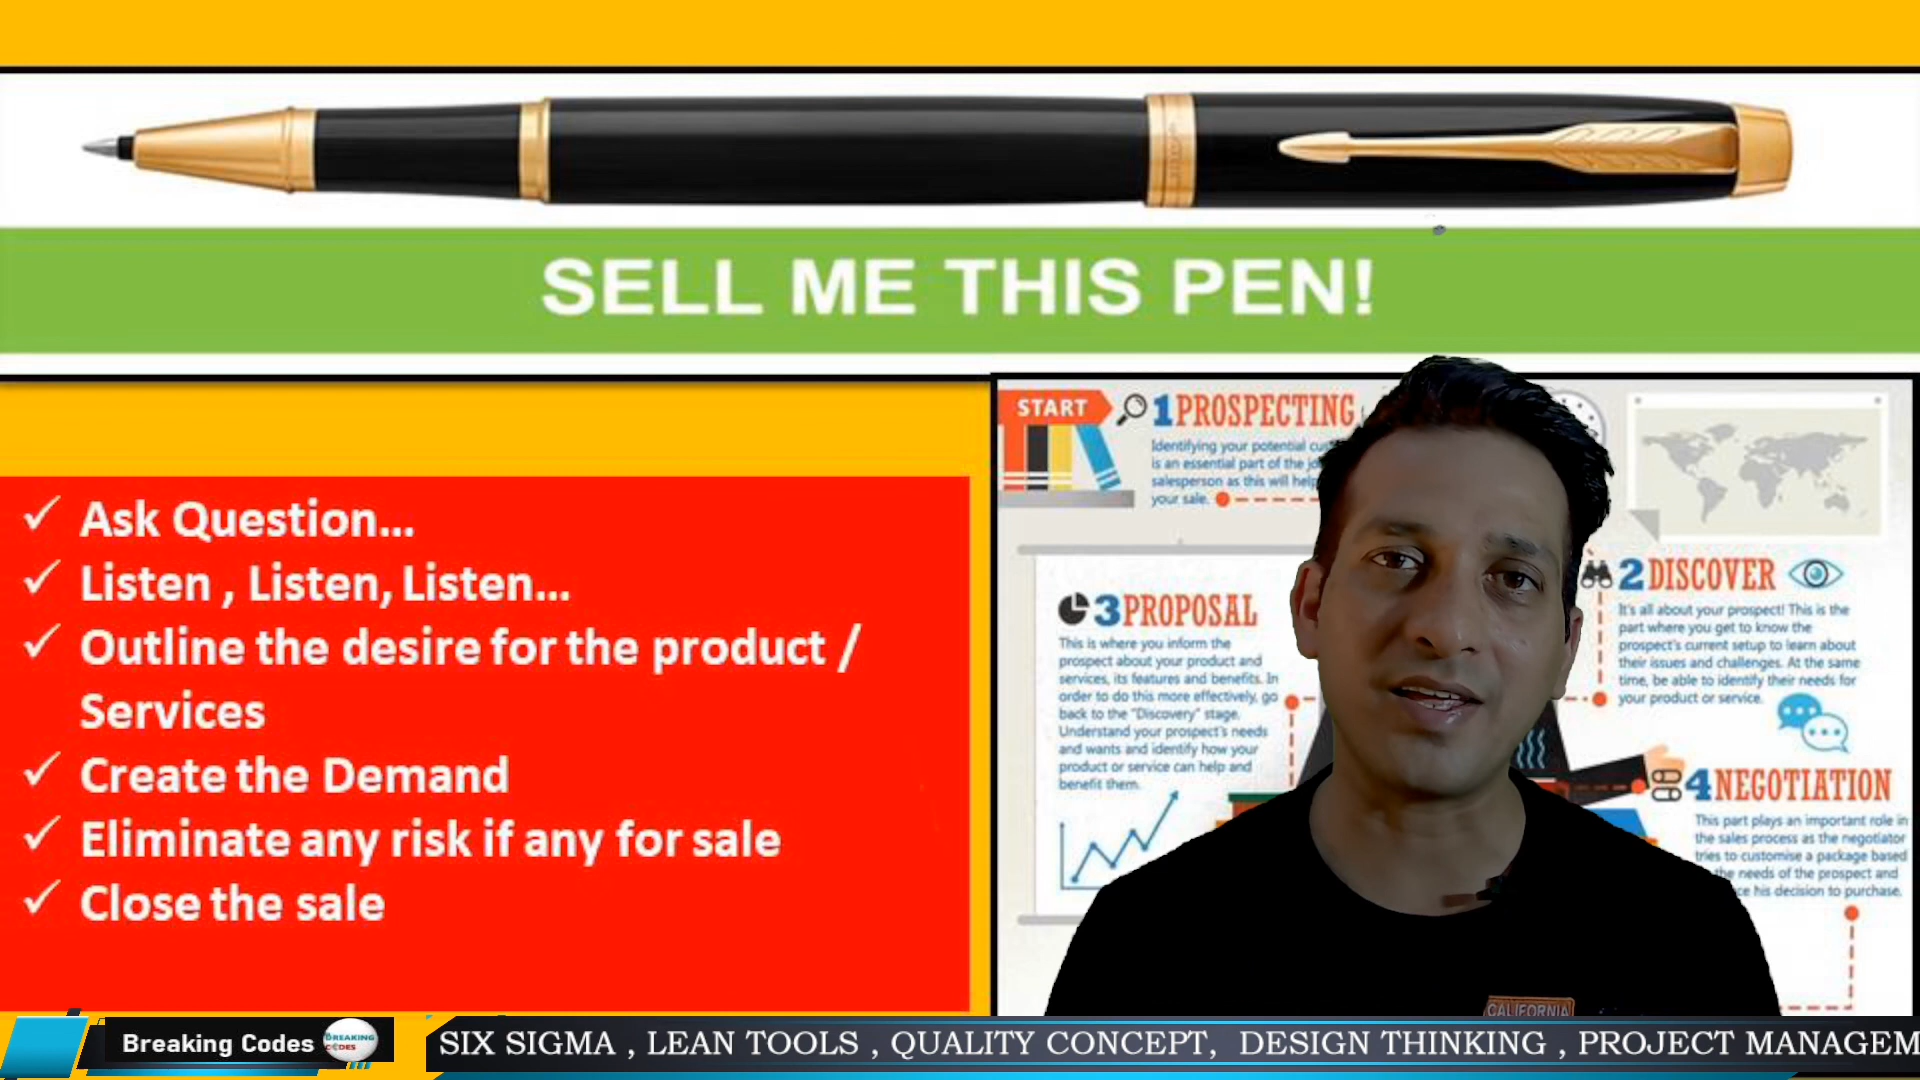 SELL ME THIS PEN!
✓ Ask Question...
✓ Listen , Listen, Listen...
✓ Outline the desire for the product /
Services
✓ Create the Demand
✓ Eliminate any risk if any for sale
✓ Close the sale
START
1 PROSPECTING
Identifying your potential
is an essential part of the
salesperson as this will help
your sale.
2 DISCOVER
It's all about your prospect! This is the
part where you get to know the
prospect's current setup to learn about
their issues and challenges. At the same
time, be able to identify their needs for
your product or service.
3 PROPOSAL
This is where you inform the
prospect about your product and
services, its features and benefits. In
order to do this more effectively, go
back to the "Discovery" stage.
Understand your prospect's needs
and wants and identify how your
product or service can help and
benefit them.
4 NEGOTIATION
This part plays an important role in
the sales process as the negotiator
tries to customise a package based
the needs of the prospect and
his decision to purchase.
CALIFORNIA
Breaking Codes
BREAKING
CODES
SIX SIGMA , LEAN TOOLS , QUALITY CONCEPT, DESIGN THINKING , PROJECT MANAGEM